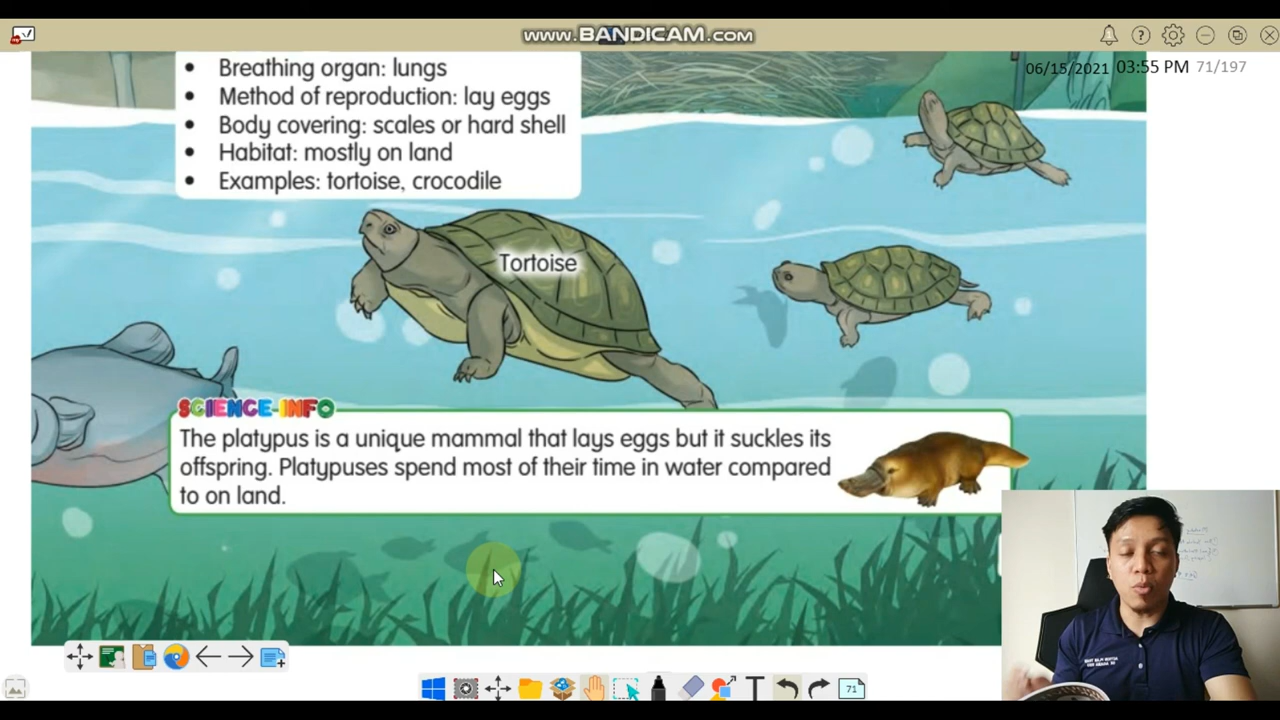 www.BANDICAM.com
06/15/2021 03:55 PM 71/197
• Breathing organ: lungs
• Method of reproduction: lay eggs
• Body covering: scales or hard shell
• Habitat: mostly on land
• Examples: tortoise, crocodile
Tortoise
SCIENCE-INFO
The platypus is a unique mammal that lays eggs but it suckles its
offspring. Platypuses spend most of their time in water compared
to on land.
71